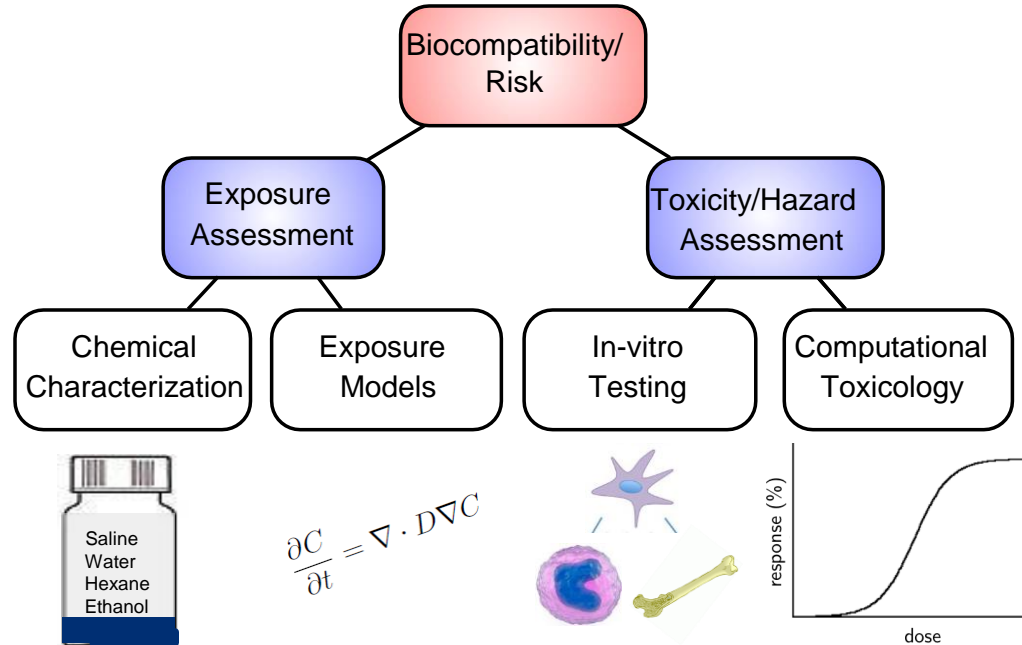 Biocompatibility/
Risk
Exposure
Assessment
Toxicity/Hazard
Assessment
Chemical
Characterization
Exposure
Models
In-vitro
Testing
Computational
Toxicology
Saline
Water
Hexane
Ethanol
∂C/∂t = ∇ · D∇C
response (%)
dose